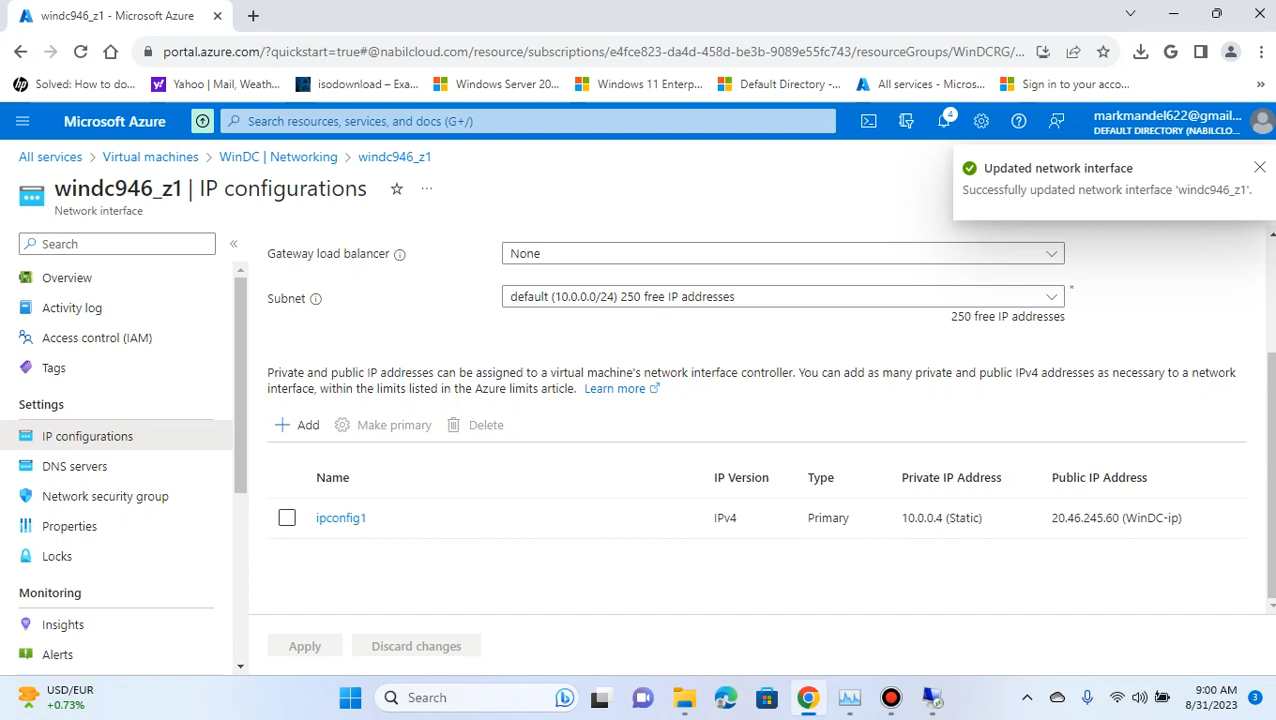 windc946_z1 - Microsoft Azure
portal.azure.com/?quickstart=true#@nabilcloud.com/resource/subscriptions/e4fce823-da4d-458d-be3b-9089e55fc743/resourceGroups/WinDCRG/...
Solved: How to do...
Yahoo | Mail, Weath...
isodownload – Exa...
Windows Server 20...
Windows 11 Enterp...
Default Directory -...
All services - Micros...
Sign in to your acco...
»
Microsoft Azure
Search resources, services, and docs (G+/)
4
markmandel622@gmail....
DEFAULT DIRECTORY (NABILCLO...
All services > Virtual machines > WinDC | Networking > windc946_z1
windc946_z1 | IP configurations
Network interface
Updated network interface
Successfully updated network interface 'windc946_z1'.
Search
«
Overview
Activity log
Access control (IAM)
Tags
Settings
IP configurations
DNS servers
Network security group
Properties
Locks
Monitoring
Insights
Alerts
Gateway load balancer
None
Subnet
default (10.0.0.0/24) 250 free IP addresses
*
250 free IP addresses
Private and public IP addresses can be assigned to a virtual machine's network interface controller. You can add as many private and public IPv4 addresses as necessary to a network
interface, within the limits listed in the Azure limits article. Learn more
Add Make primary Delete
Name IP Version Type Private IP Address Public IP Address
ipconfig1 IPv4 Primary 10.0.0.4 (Static) 20.46.245.60 (WinDC-ip)
Apply Discard changes
USD/EUR
+0.73%
Search
9:00 AM
8/31/2023
3